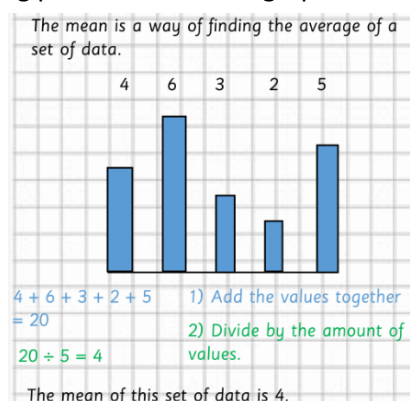 The mean is a way of finding the average of a
set of data.
4 6 3 2 5
4 + 6 + 3 + 2 + 5
= 20
20 ÷ 5 = 4
1) Add the values together
2) Divide by the amount of
values.
The mean of this set of data is 4.